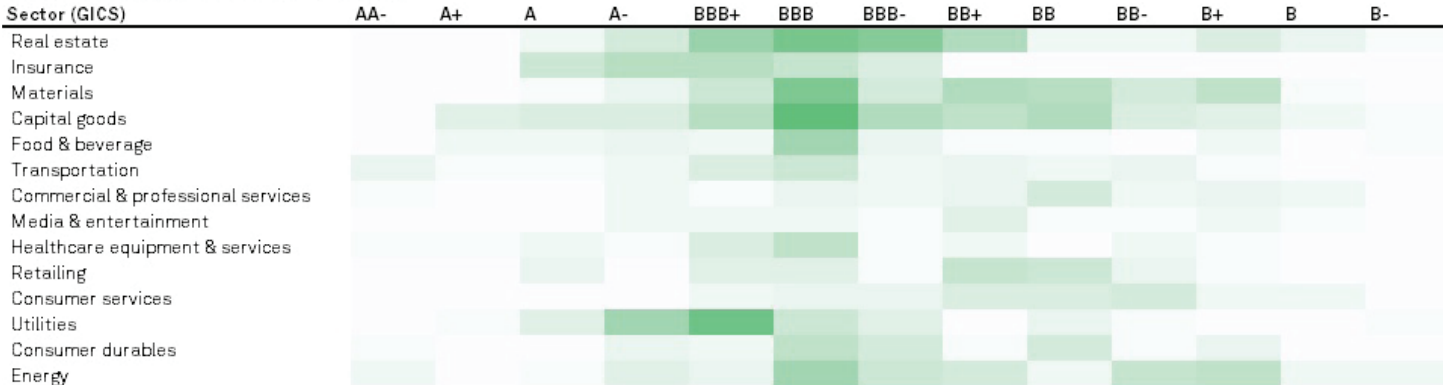 Sector (GICS) AA- A+ A A- BBB+ BBB BBB- BB+ BB BB- B+ B B-
Real estate
Insurance
Materials
Capital goods
Food & beverage
Transportation
Commercial & professional services
Media & entertainment
Healthcare equipment & services
Retailing
Consumer services
Utilities
Consumer durables
Energy